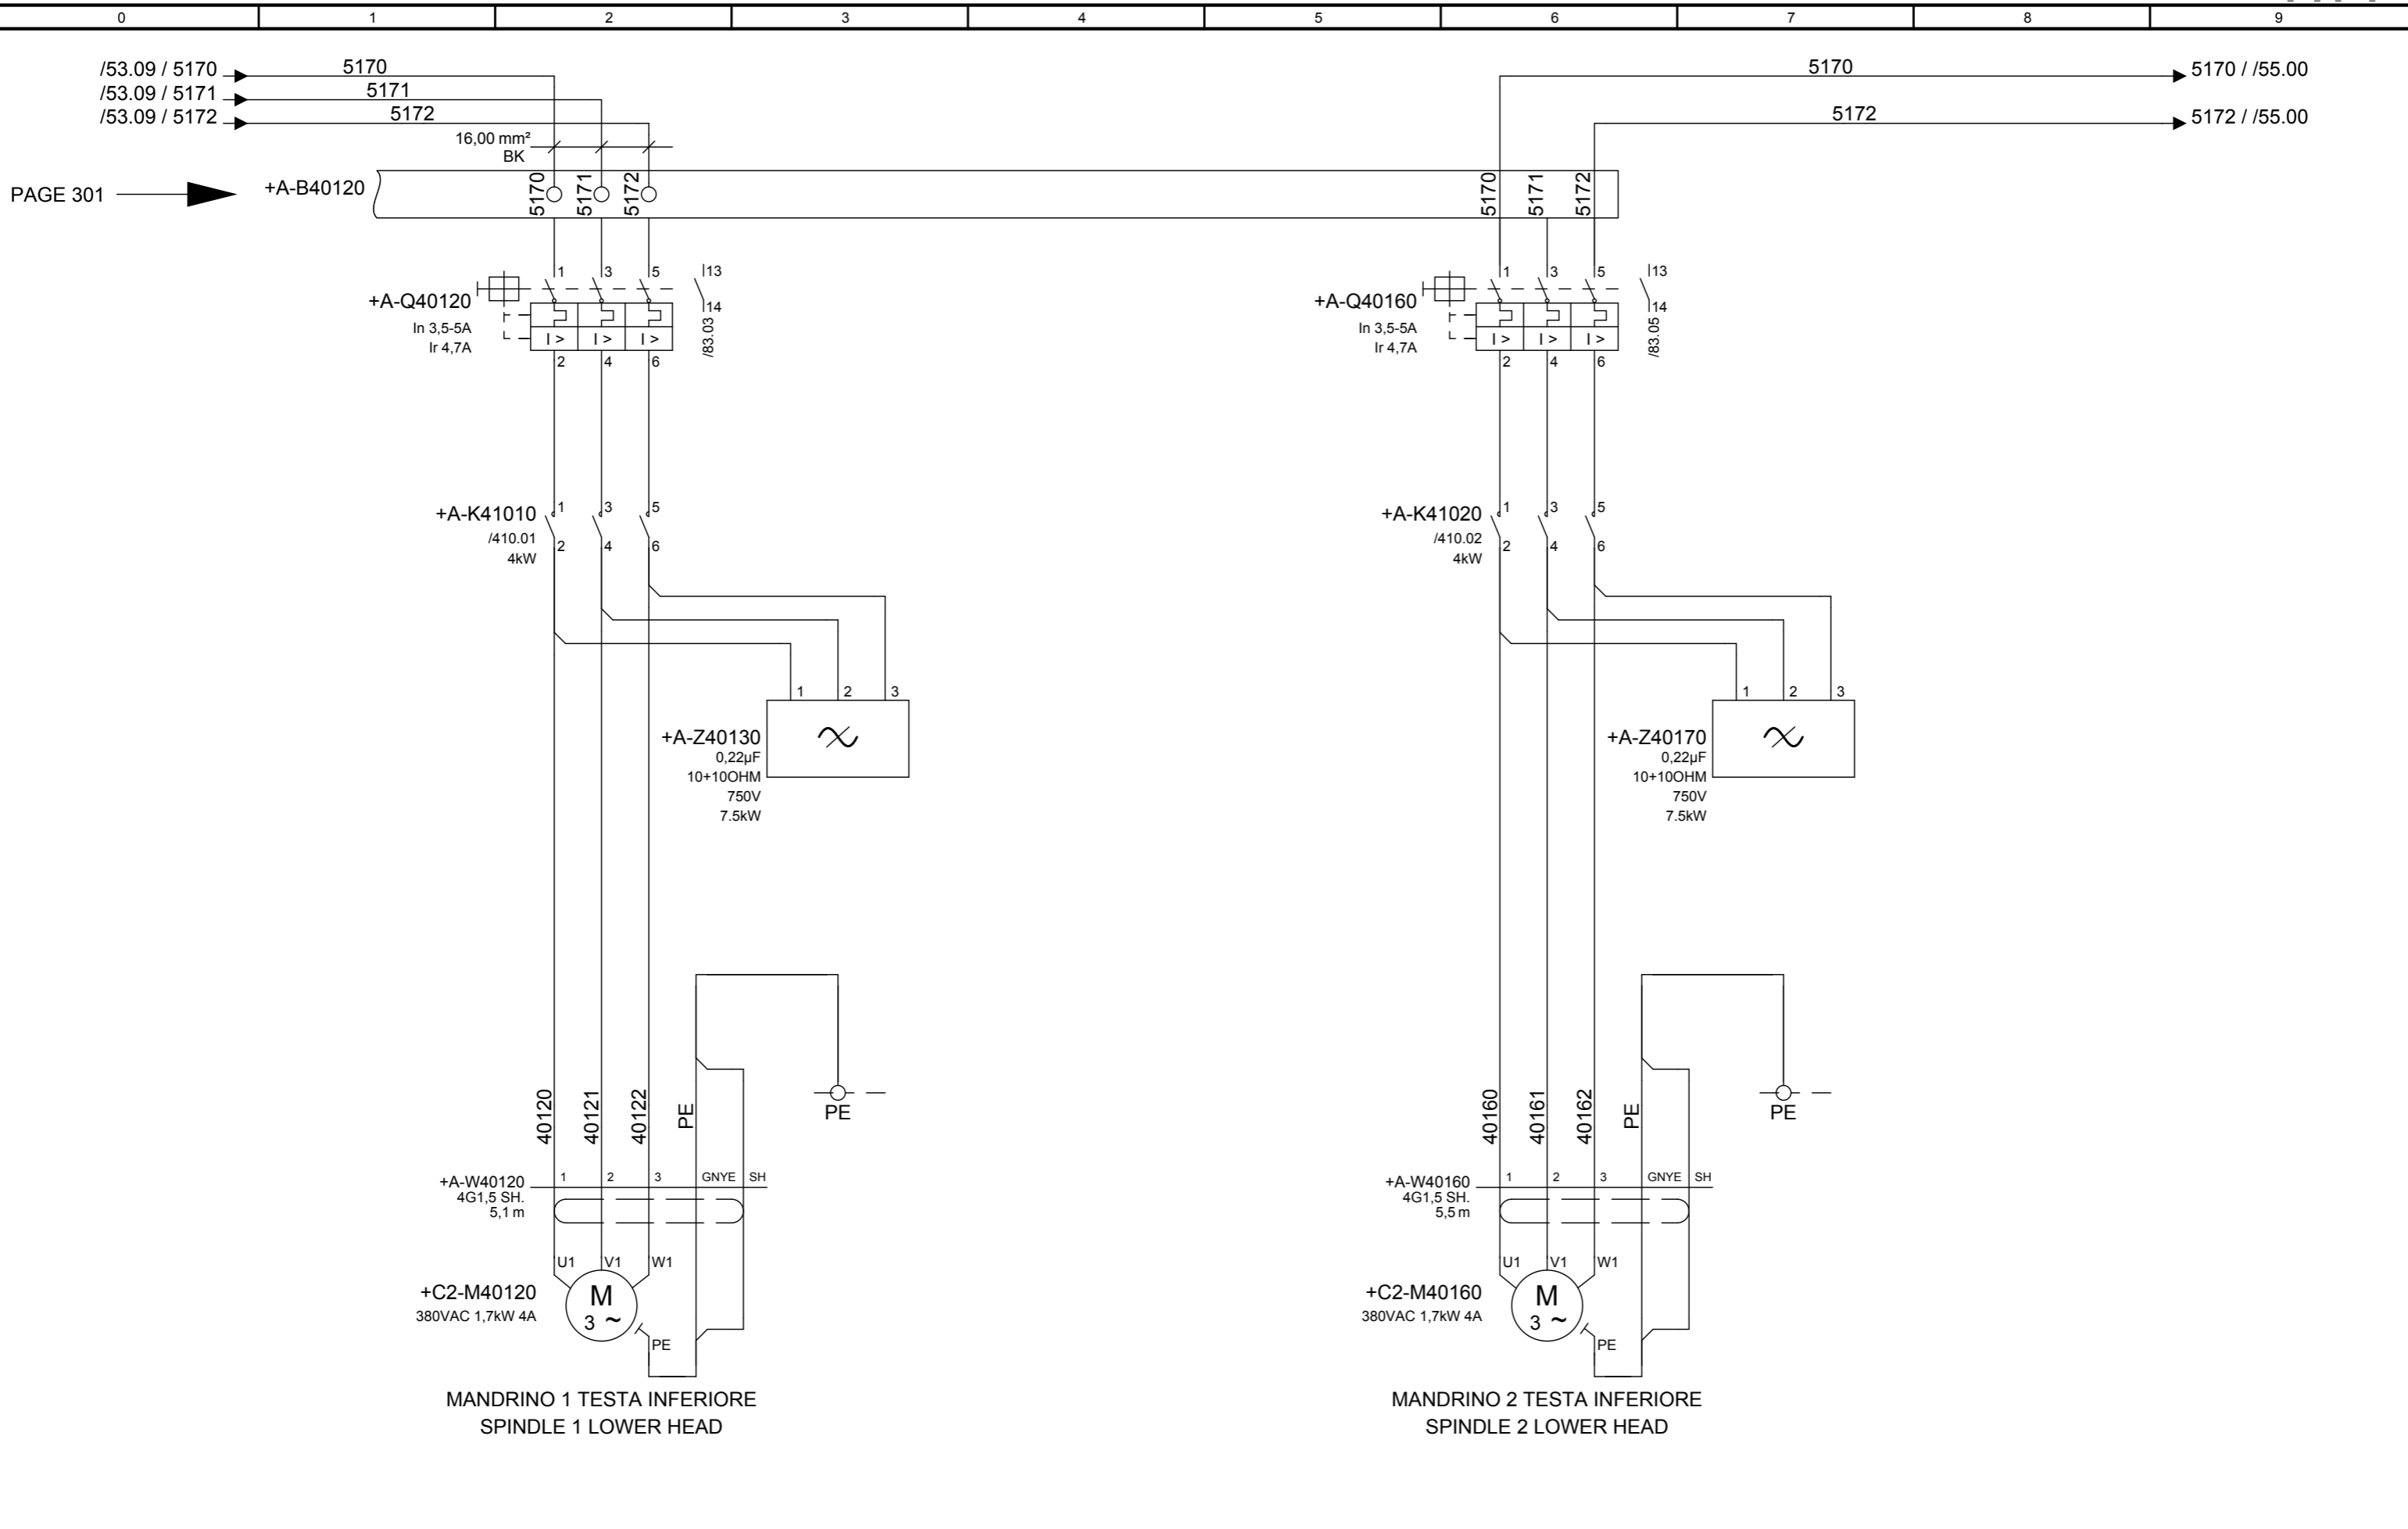 0 1 2 3 4 5 6 7 8 9
/53.09 / 5170 5170 5170 5170 / /55.00
/53.09 / 5171 5171
/53.09 / 5172 5172 5172 5172 / /55.00
16,00 mm²
BK
PAGE 301 +A-B40120 5170 5171 5172 5170 5171 5172
1 3 5 13 1 3 5 13
+A-Q40120 14 +A-Q40160 14
In 3,5-5A In 3,5-5A
Ir 4,7A I > I > I > /83.03 Ir 4,7A I > I > I > /83.05
2 4 6 2 4 6
+A-K41010 1 3 5 +A-K41020 1 3 5
/410.01 2 4 6 /410.02 2 4 6
4kW 4kW
1 2 3 1 2 3
+A-Z40130 +A-Z40170
0,22µF 0,22µF
10+10OHM 10+10OHM
750V 750V
7.5kW 7.5kW
40120 40121 40122 PE PE 40160 40161 40162 PE PE
+A-W40120 1 2 3 GNYE SH +A-W40160 1 2 3 GNYE SH
4G1,5 SH. 4G1,5 SH.
5,1 m 5,5 m
U1 V1 W1 U1 V1 W1
+C2-M40120 M +C2-M40160 M
380VAC 1,7kW 4A 3 ~ 380VAC 1,7kW 4A 3 ~
PE PE
MANDRINO 1 TESTA INFERIORE MANDRINO 2 TESTA INFERIORE
SPINDLE 1 LOWER HEAD SPINDLE 2 LOWER HEAD